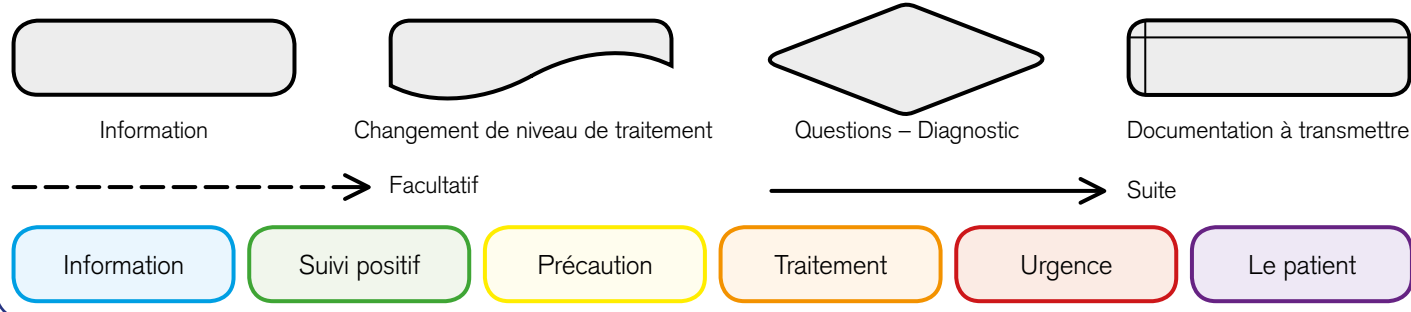 Information
Changement de niveau de traitement
Questions – Diagnostic
Documentation à transmettre
Facultatif
Suite
Information
Suivi positif
Précaution
Traitement
Urgence
Le patient